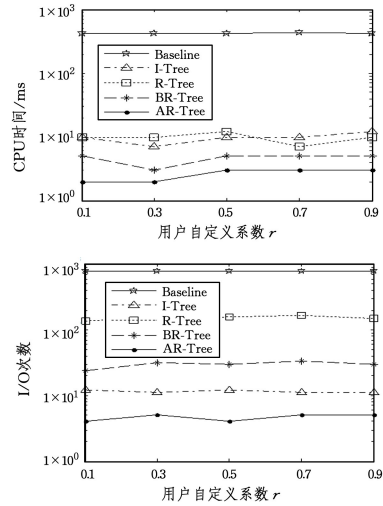 1×10³
1×10²
1×10¹
1×10⁰
CPU时间/ms
Baseline
I-Tree
R-Tree
BR-Tree
AR-Tree
0.1 0.3 0.5 0.7 0.9
用户自定义系数 r
1×10³
1×10²
1×10¹
1×10⁰
I/O次数
Baseline
I-Tree
R-Tree
BR-Tree
AR-Tree
0.1 0.3 0.5 0.7 0.9
用户自定义系数 r